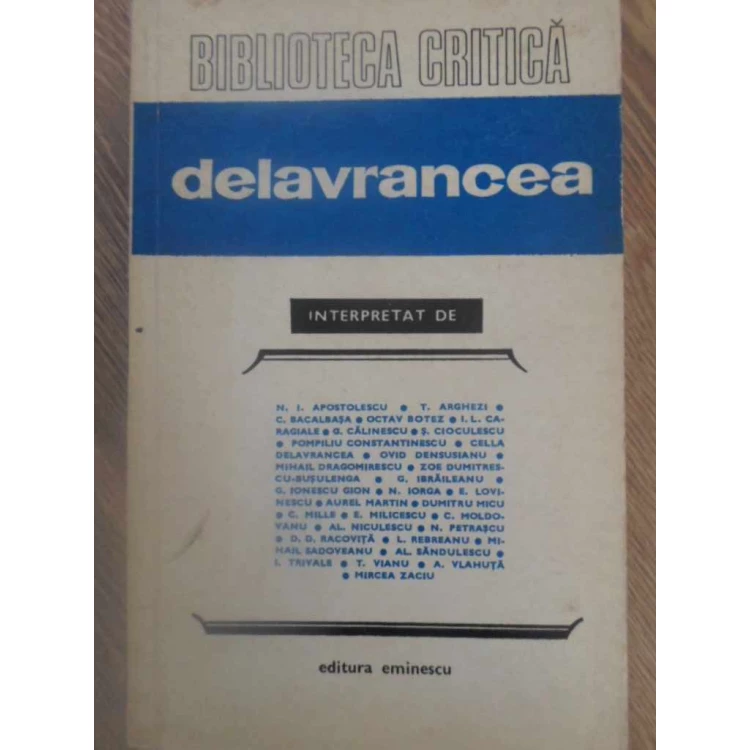 BIBLIOTECA CRITICĂ
delavrancea
INTERPRETAT DE
N. I. APOSTOLESCU ● T. ARGHEZI ●
C. BACALBAȘA ● OCTAV BOTEZ ● I. L. CA-
RAGIALE ● G. CĂLINESCU ● Ș. CIOCULESCU
● POMPILIU CONSTANTINESCU ● CELLA
DELAVRANCEA ● OVID DENSUSIANU ●
MIHAIL DRAGOMIRESCU ● ZOE DUMITRES-
CU-BUȘULENGA ● G. IBRĂILEANU ●
G. IONESCU GION ● N. IORGA ● E. LOVI-
NESCU ● AUREL MARTIN ● DUMITRU MICU
● C. MILLE ● E. MILICESCU ● C. MOLDO-
VANU ● AL. NICULESCU ● N. PETRAȘCU
● D. D. RACOVIȚĂ ● L. REBREANU ● MI-
HAIL SADOVEANU ● AL. SĂNDULESCU ●
I. TRIVALE ● T. VIANU ● A. VLAHUȚĂ
● MIRCEA ZACIU
editura eminescu